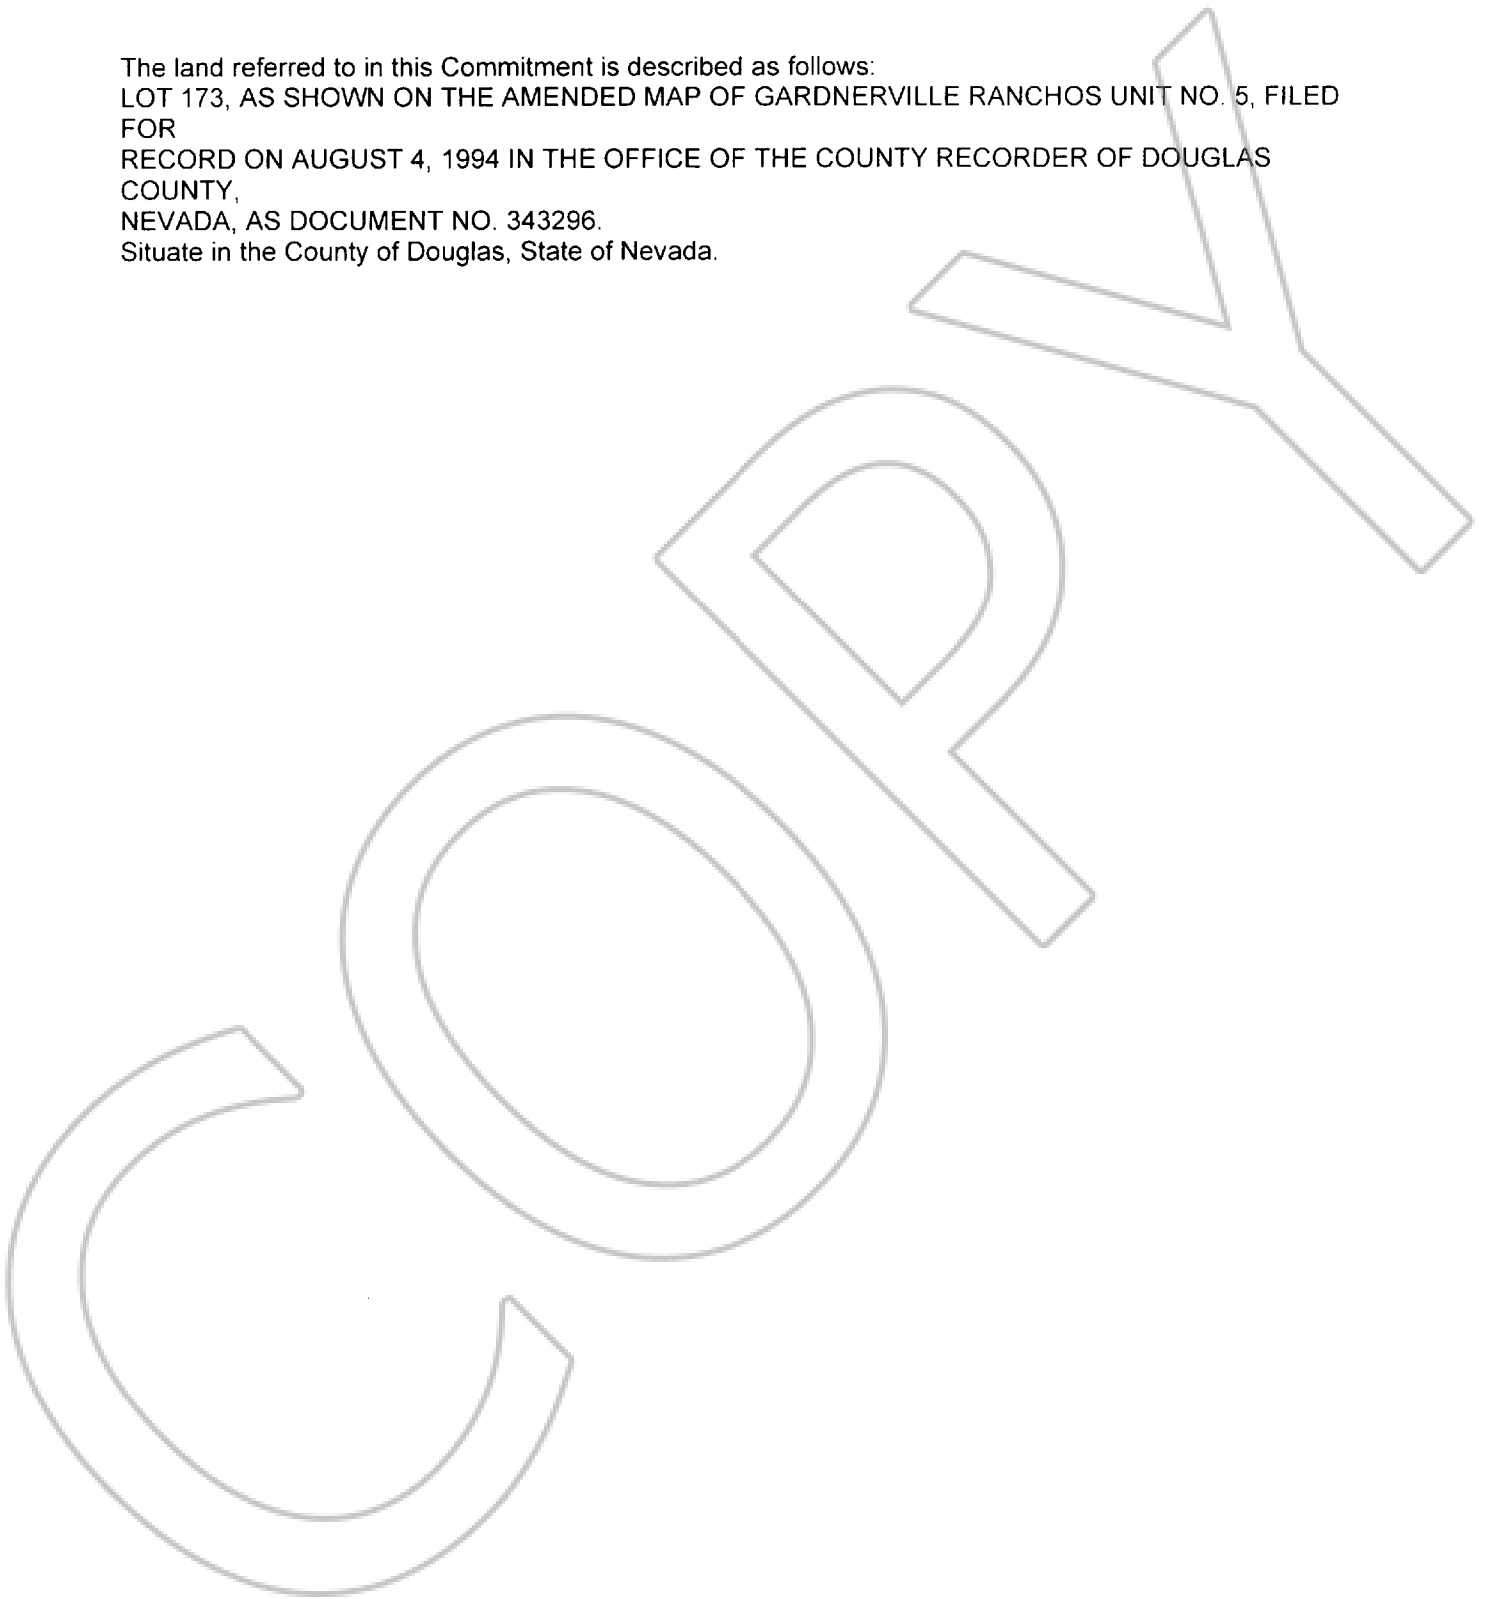 The land referred to in this Commitment is described as follows:
LOT 173, AS SHOWN ON THE AMENDED MAP OF GARDNERVILLE RANCHOS UNIT NO. 5, FILED
FOR
RECORD ON AUGUST 4, 1994 IN THE OFFICE OF THE COUNTY RECORDER OF DOUGLAS
COUNTY,
NEVADA, AS DOCUMENT NO. 343296.
Situate in the County of Douglas, State of Nevada.
COPY